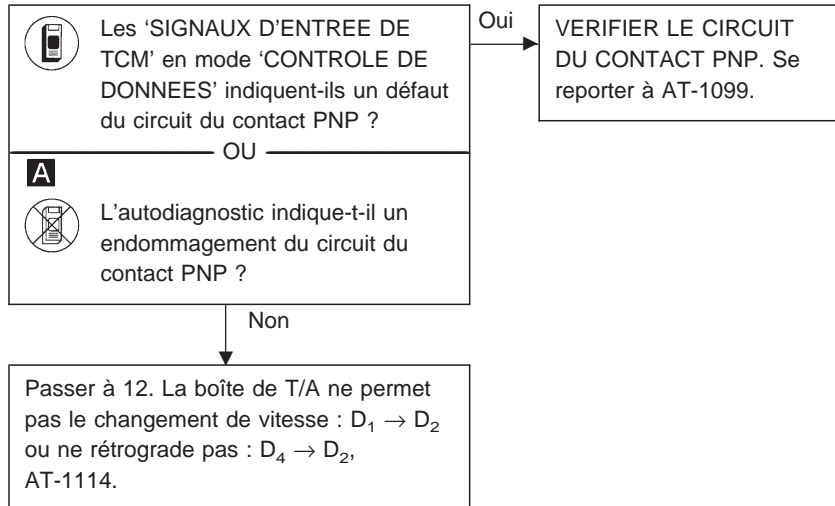 Les ‘SIGNAUX D’ENTREE DE
TCM’ en mode ‘CONTROLE DE
DONNEES’ indiquent-ils un défaut
du circuit du contact PNP ?
Oui
VERIFIER LE CIRCUIT
DU CONTACT PNP. Se
reporter à AT-1099.
OU
A
L’autodiagnostic indique-t-il un
endommagement du circuit du
contact PNP ?
Non
Passer à 12. La boîte de T/A ne permet
pas le changement de vitesse : D₁ → D₂
ou ne rétrograde pas : D₄ → D₂,
AT-1114.